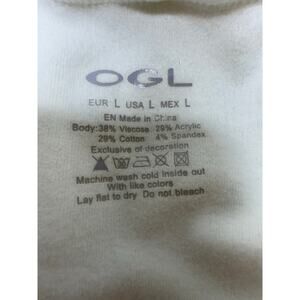 OGL
EUR L USA L MEX L
EN Made in China
Body:38% Viscose 29% Acrylic
29% Cotton 4% Spandex
Exclusive of decoration
Machine wash cold inside out
With like colors
Lay flat to dry Do not bleach